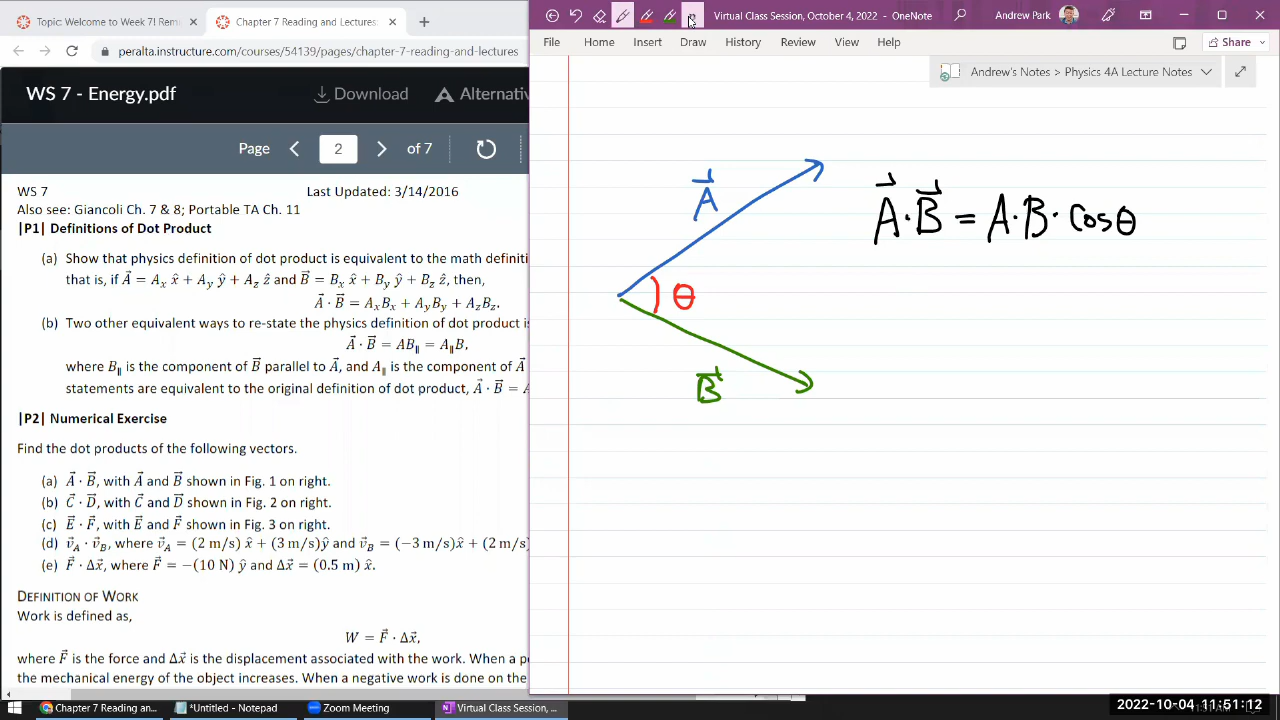 Topic: Welcome to Week 7! Rem
Chapter 7 Reading and Lectures:
peralta.instructure.com/courses/54139/pages/chapter-7-reading-and-lectures
WS 7 - Energy.pdf
Download
Alternativ
Page
2
of 7
WS 7
Last Updated: 3/14/2016
Also see: Giancoli Ch. 7 & 8; Portable TA Ch. 11
|P1| Definitions of Dot Product
(a) Show that physics definition of dot product is equivalent to the math definiti
that is, if A⃗ = Aₓ x̂ + A_y ŷ + A_z ẑ and B⃗ = Bₓ x̂ + B_y ŷ + B_z ẑ, then,
A⃗ · B⃗ = AₓBₓ + A_yB_y + A_zB_z.
(b) Two other equivalent ways to re-state the physics definition of dot product is
A⃗ · B⃗ = AB∥ = A∥B,
where B∥ is the component of B⃗ parallel to A⃗, and A∥ is the component of A⃗
statements are equivalent to the original definition of dot product, A⃗ · B⃗ = A
|P2| Numerical Exercise
Find the dot products of the following vectors.
(a) A⃗ · B⃗, with A⃗ and B⃗ shown in Fig. 1 on right.
(b) C⃗ · D⃗, with C⃗ and D⃗ shown in Fig. 2 on right.
(c) E⃗ · F⃗, with E⃗ and F⃗ shown in Fig. 3 on right.
(d) v⃗_A · v⃗_B, where v⃗_A = (2 m/s) x̂ + (3 m/s)ŷ and v⃗_B = (−3 m/s)x̂ + (2 m/s
(e) F⃗ · Δx⃗, where F⃗ = −(10 N) ŷ and Δx⃗ = (0.5 m) x̂.
DEFINITION OF WORK
Work is defined as,
W = F⃗ · Δx⃗,
where F⃗ is the force and Δx⃗ is the displacement associated with the work. When a p
the mechanical energy of the object increases. When a negative work is done on the
Virtual Class Session, October 4, 2022 - OneNote
Andrew Park
File Home Insert Draw History Review View Help
Share
Andrew's Notes > Physics 4A Lecture Notes
A⃗
A⃗·B⃗ = A·B·cosθ
θ
B⃗
Chapter 7 Reading an...
*Untitled - Notepad
Zoom Meeting
Virtual Class Session,...
2022-10-04 11:51:12